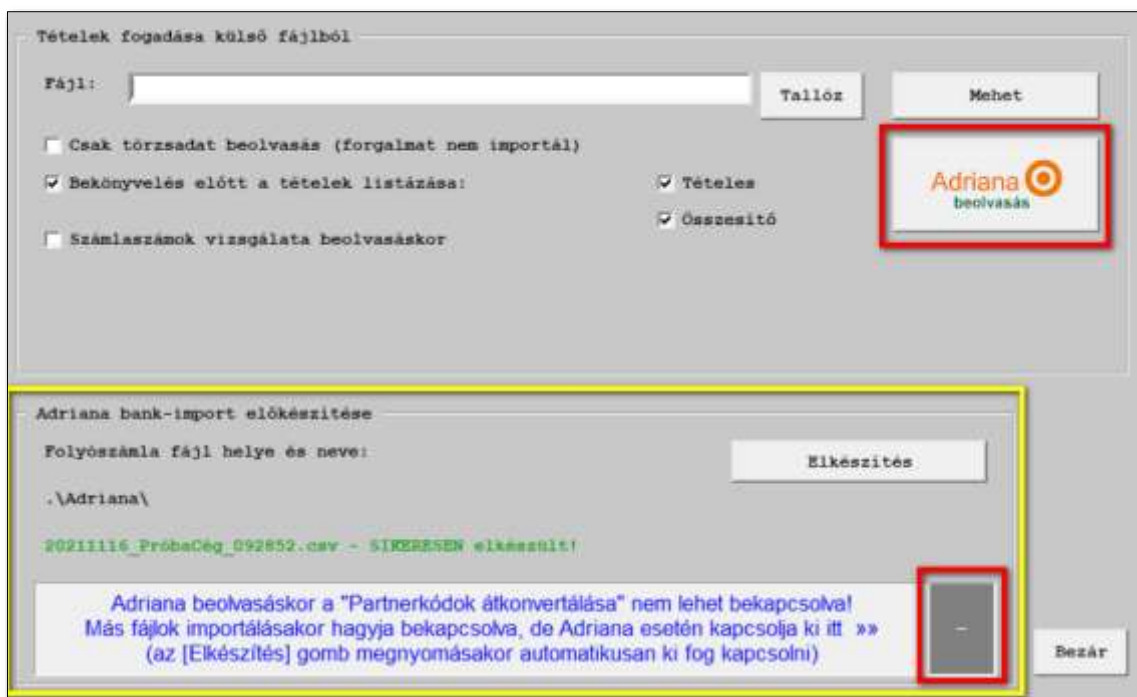 Tételek fogadása külső fájlból
Fájl:
Tallóz
Mehet
Csak törzsadat beolvasás (forgalmat nem importál)
Bekönyvelés előtt a tételek listázása:
Tételes
Adriana
beolvasás
Összesítő
Számlaszámok vizsgálata beolvasáskor
Adriana bank-import előkészítése
Folyószámla fájl helye és neve:
Elkészítés
.\Adriana\
20211116_PróbaCég_092852.csv - SIKERESEN elkészült!
Adriana beolvasáskor a "Partnerkódok átkonvertálása" nem lehet bekapcsolva!
Más fájlok importálásakor hagyja bekapcsolva, de Adriana esetén kapcsolja ki itt »»
(az [Elkészítés] gomb megnyomásakor automatikusan ki fog kapcsolni)
–
Bezár